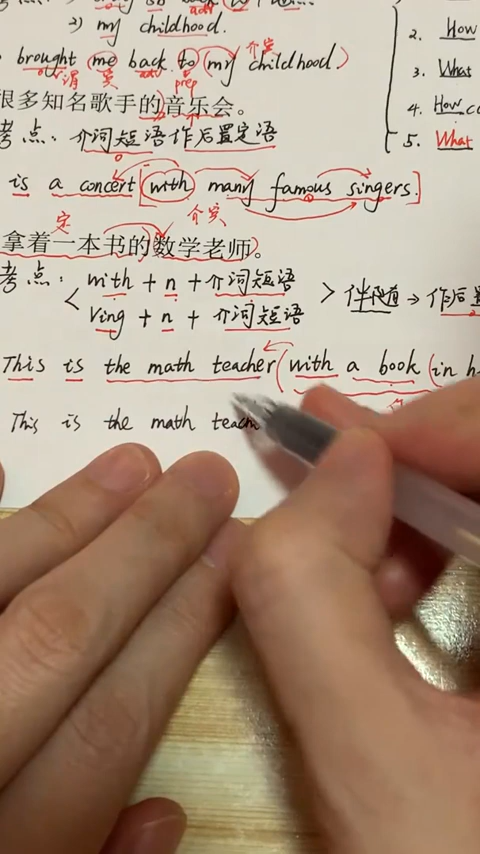 2) my childhood.
2. How
brought me back to (my childhood)
介宾
谓 宾 prep
3. What
很多知名歌手的音乐会。
4. How
考点：介词短语作后置定语
5. What
is a concert [with many famous singers.]
定 介宾
拿着一本书的数学老师。
考点：
with + n + 介词短语
Ving + n + 介词短语
> 伴随 → 作后置
This is the math teacher (with a book (in h
This is the math teach